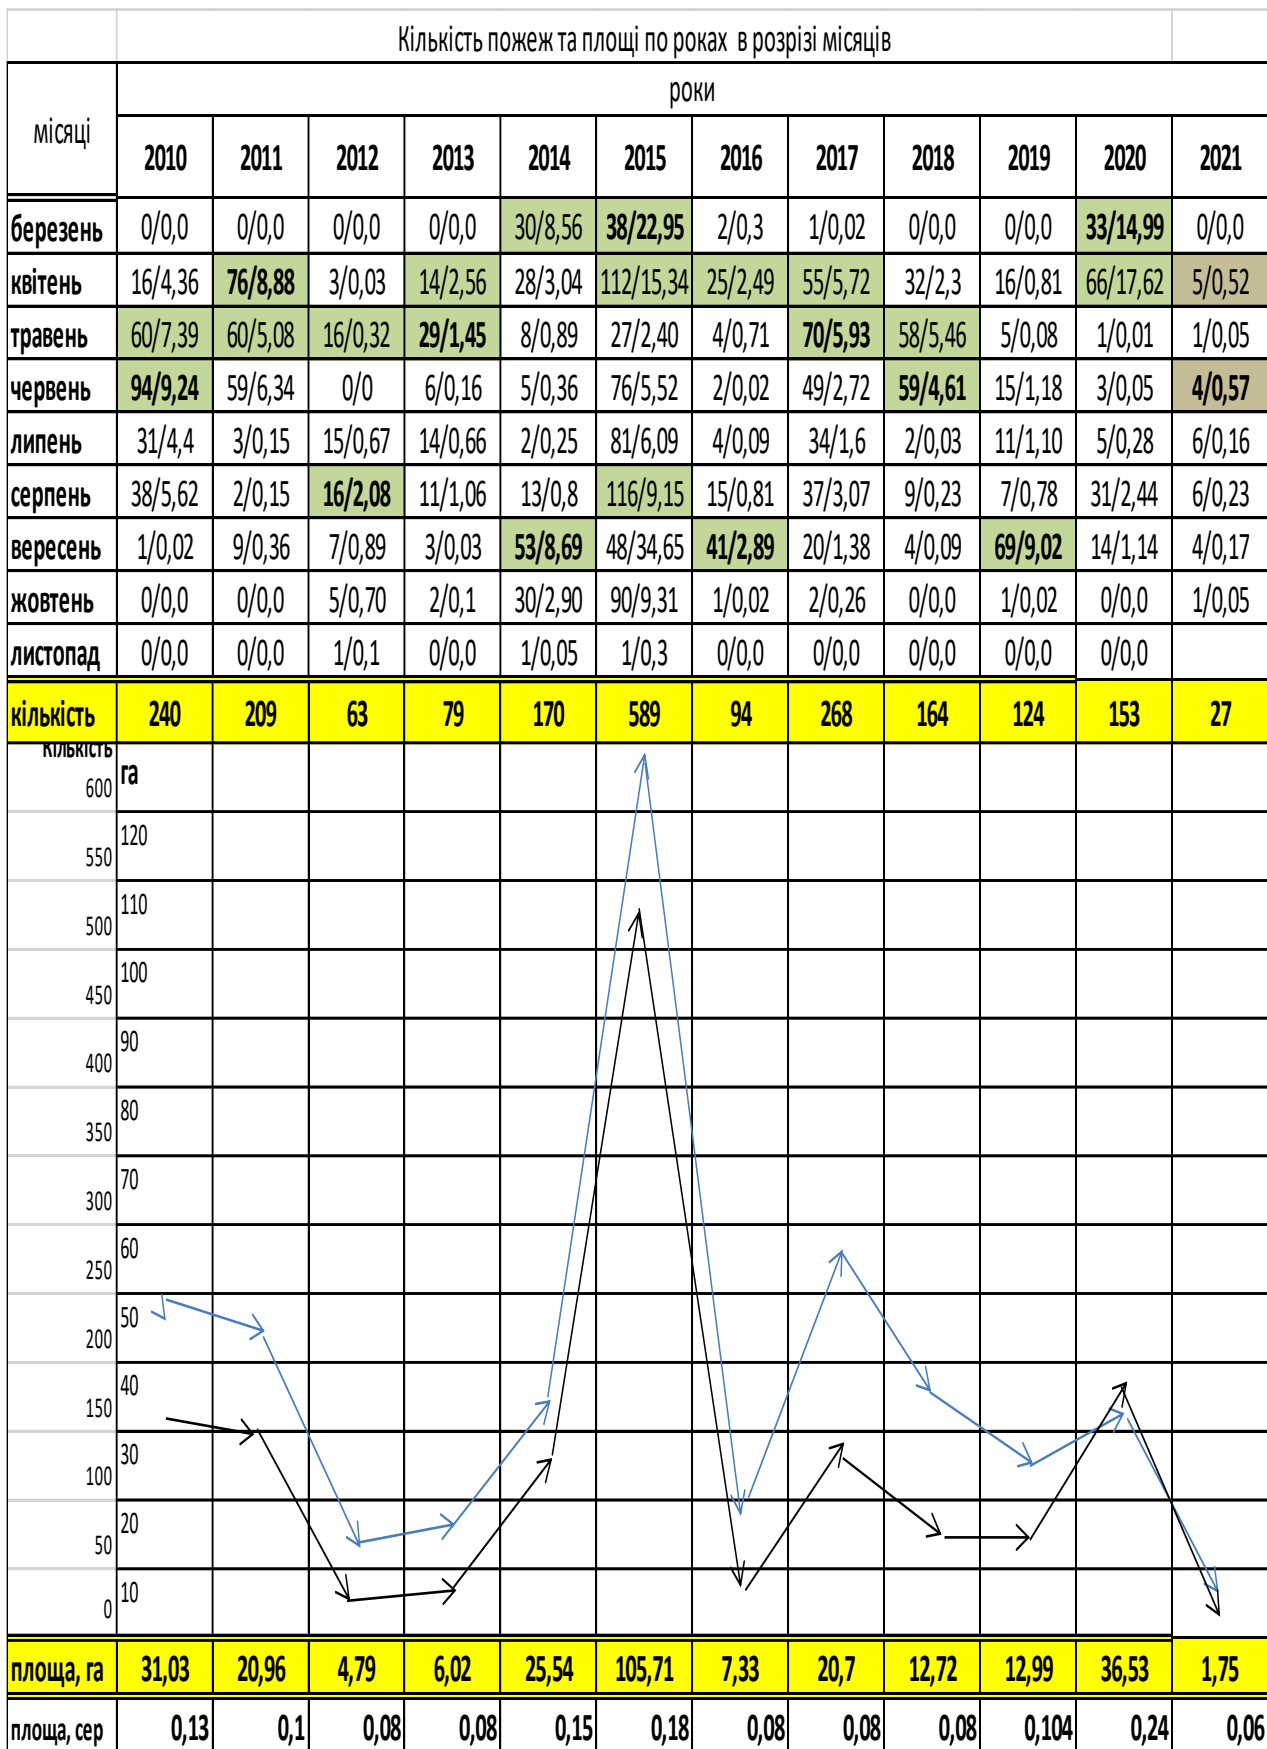 Кількість пожеж та площі по роках в розрізі місяців
місяці роки
2010 2011 2012 2013 2014 2015 2016 2017 2018 2019 2020 2021
березень 0/0,0 0/0,0 0/0,0 0/0,0 30/8,56 38/22,95 2/0,3 1/0,02 0/0,0 0/0,0 33/14,99 0/0,0
квітень 16/4,36 76/8,88 3/0,03 14/2,56 28/3,04 112/15,34 25/2,49 55/5,72 32/2,3 16/0,81 66/17,62 5/0,52
травень 60/7,39 60/5,08 16/0,32 29/1,45 8/0,89 27/2,40 4/0,71 70/5,93 58/5,46 5/0,08 1/0,01 1/0,05
червень 94/9,24 59/6,34 0/0 6/0,16 5/0,36 76/5,52 2/0,02 49/2,72 59/4,61 15/1,18 3/0,05 4/0,57
липень 31/4,4 3/0,15 15/0,67 14/0,66 2/0,25 81/6,09 4/0,09 34/1,6 2/0,03 11/1,10 5/0,28 6/0,16
серпень 38/5,62 2/0,15 16/2,08 11/1,06 13/0,8 116/9,15 15/0,81 37/3,07 9/0,23 7/0,78 31/2,44 6/0,23
вересень 1/0,02 9/0,36 7/0,89 3/0,03 53/8,69 48/34,65 41/2,89 20/1,38 4/0,09 69/9,02 14/1,14 4/0,17
жовтень 0/0,0 0/0,0 5/0,70 2/0,1 30/2,90 90/9,31 1/0,02 2/0,26 0/0,0 1/0,02 0/0,0 1/0,05
листопад 0/0,0 0/0,0 1/0,1 0/0,0 1/0,05 1/0,3 0/0,0 0/0,0 0/0,0 0/0,0 0/0,0
кількість 240 209 63 79 170 589 94 268 164 124 153 27
Кількість
600 га
550 120
500 110
450 100
400 90
350 80
300 70
250 60
200 50
150 40
100 30
50 20
0 10
площа, га 31,03 20,96 4,79 6,02 25,54 105,71 7,33 20,7 12,72 12,99 36,53 1,75
площа, сер 0,13 0,1 0,08 0,08 0,15 0,18 0,08 0,08 0,08 0,104 0,24 0,06